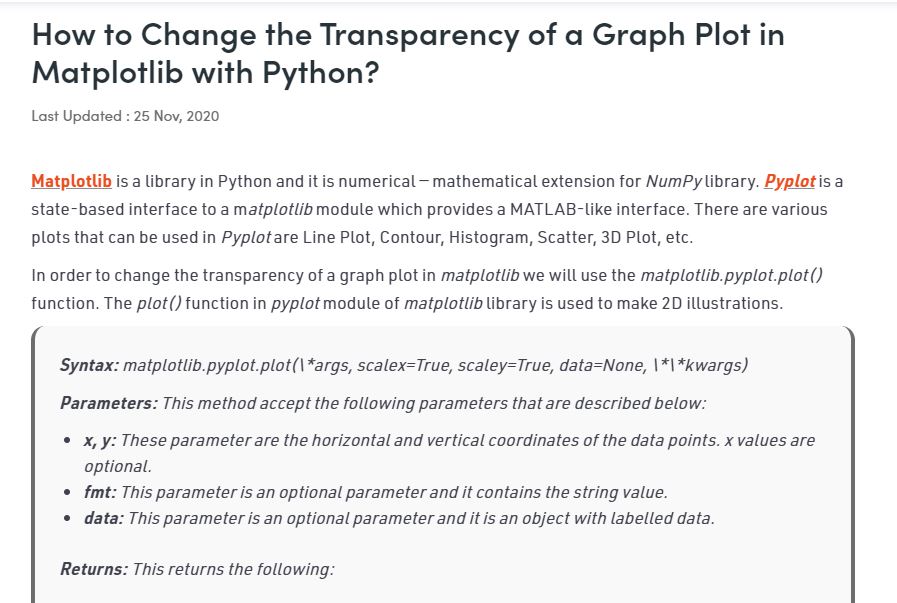 How to Change the Transparency of a Graph Plot in
Matplotlib with Python?
Last Updated : 25 Nov, 2020
Matplotlib is a library in Python and it is numerical – mathematical extension for NumPy library. Pyplot is a
state-based interface to a matplotlib module which provides a MATLAB-like interface. There are various
plots that can be used in Pyplot are Line Plot, Contour, Histogram, Scatter, 3D Plot, etc.
In order to change the transparency of a graph plot in matplotlib we will use the matplotlib.pyplot.plot()
function. The plot() function in pyplot module of matplotlib library is used to make 2D illustrations.
Syntax: matplotlib.pyplot.plot(\*args, scalex=True, scaley=True, data=None, \*\*kwargs)
Parameters: This method accept the following parameters that are described below:
• x, y: These parameter are the horizontal and vertical coordinates of the data points. x values are
optional.
• fmt: This parameter is an optional parameter and it contains the string value.
• data: This parameter is an optional parameter and it is an object with labelled data.
Returns: This returns the following: